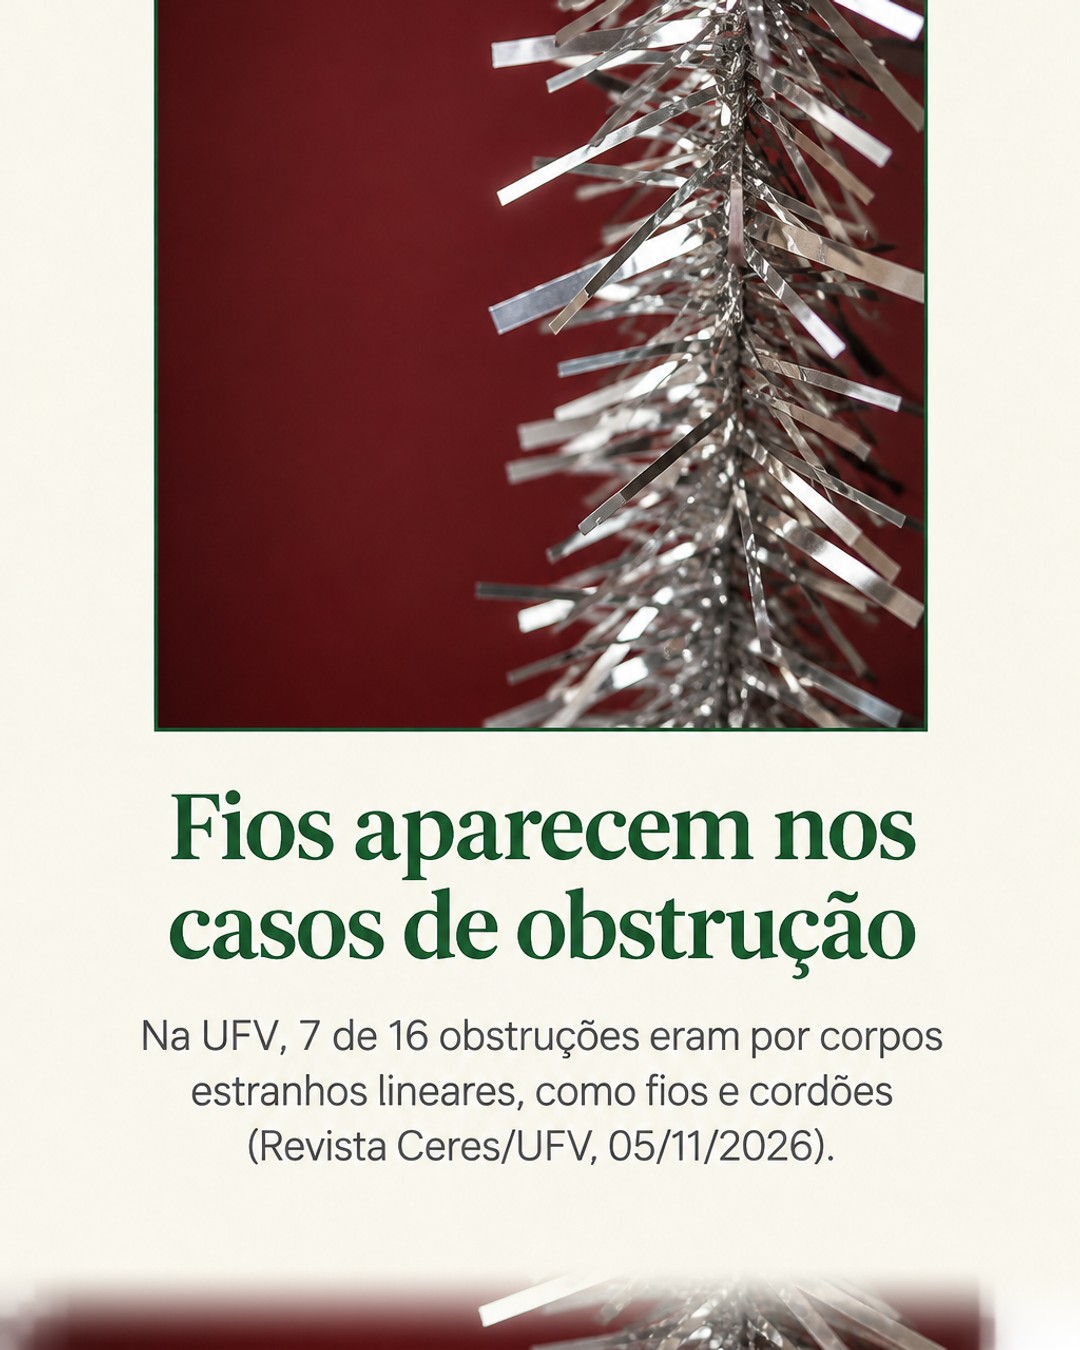 Fios aparecem nos
casos de obstrução
Na UFV, 7 de 16 obstruções eram por corpos
estranhos lineares, como fios e cordões
(Revista Ceres/UFV, 05/11/2026).